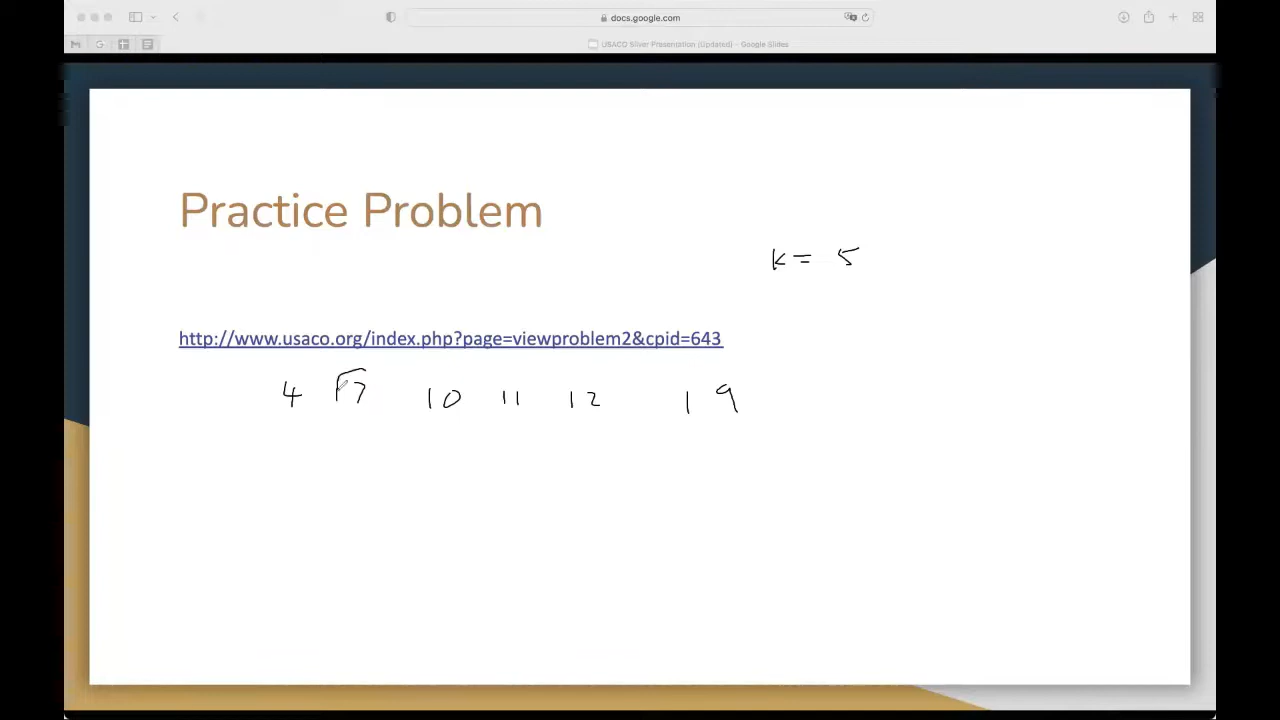 docs.google.com
USACO Silver Presentation (Updated) – Google Slides
Practice Problem
k = 5
http://www.usaco.org/index.php?page=viewproblem2&cpid=643
4 7 10 11 12 19